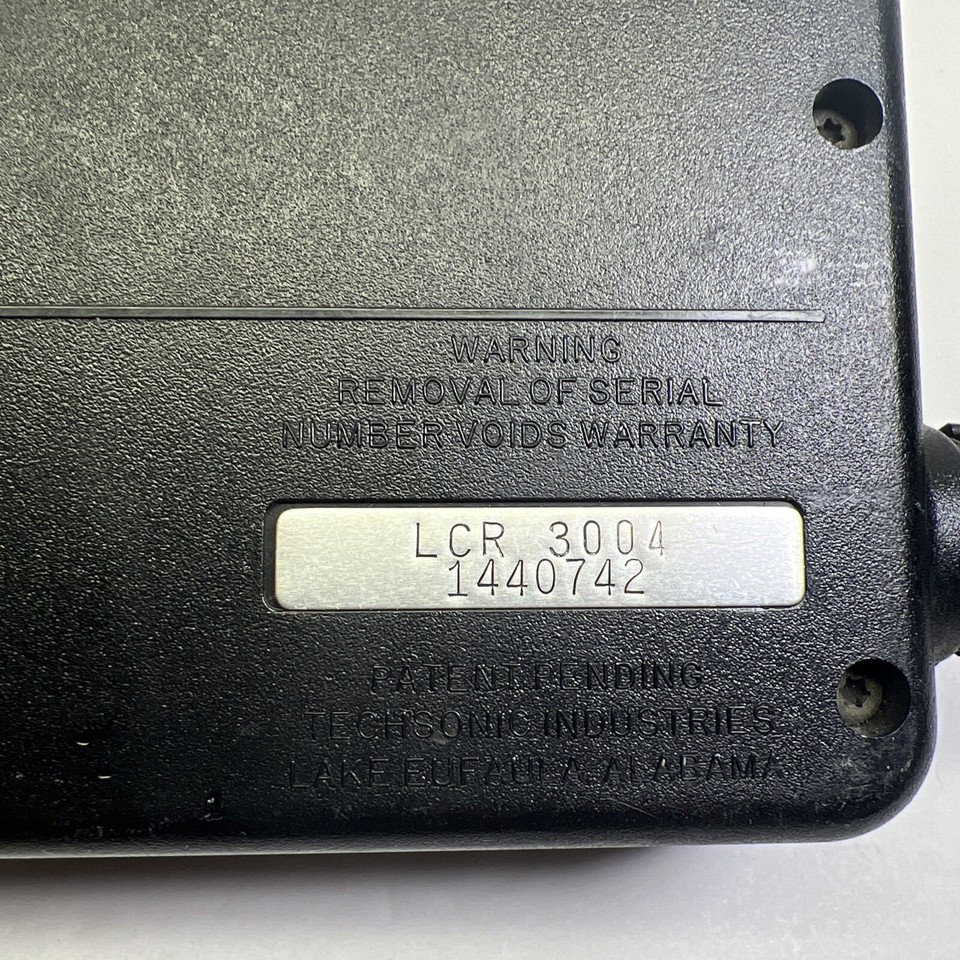 WARNING
REMOVAL OF SERIAL
NUMBER VOIDS WARRANTY
LCR 3004
1440742
PATENT PENDING
TECHSONIC INDUSTRIES
LAKE EUFAULA, ALABAMA